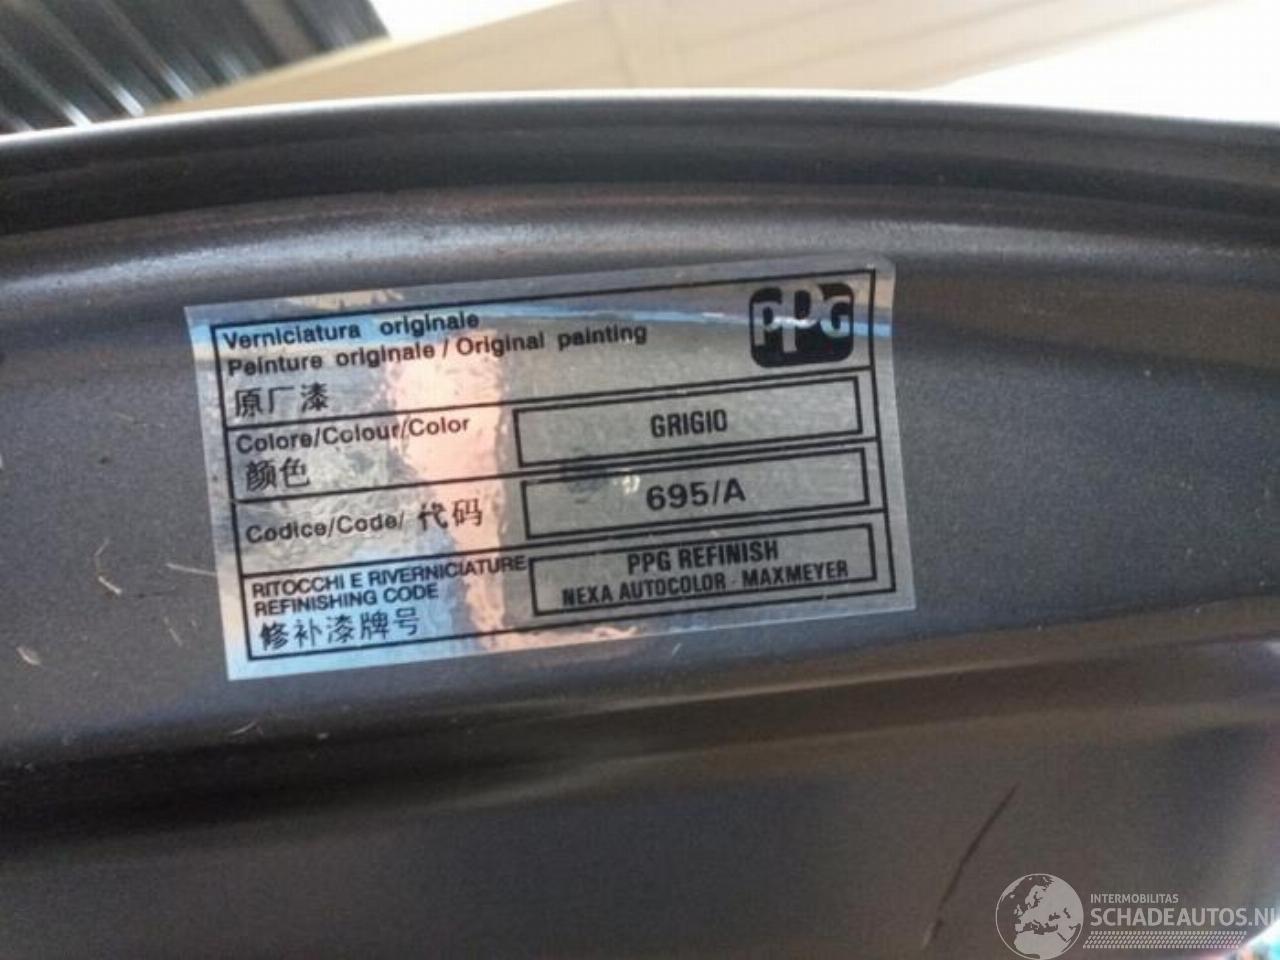 Verniciatura originale
Peinture originale / Original painting
原厂漆
PPG
Colore/Colour/Color
颜色
GRIGIO
Codice/Code/ 代码
695/A
RITOCCHI E RIVERNICIATURE
REFINISHING CODE
修补漆牌号
PPG REFINISH
NEXA AUTOCOLOR - MAXMEYER
INTERMOBILITAS
SCHADEAUTOS.NL